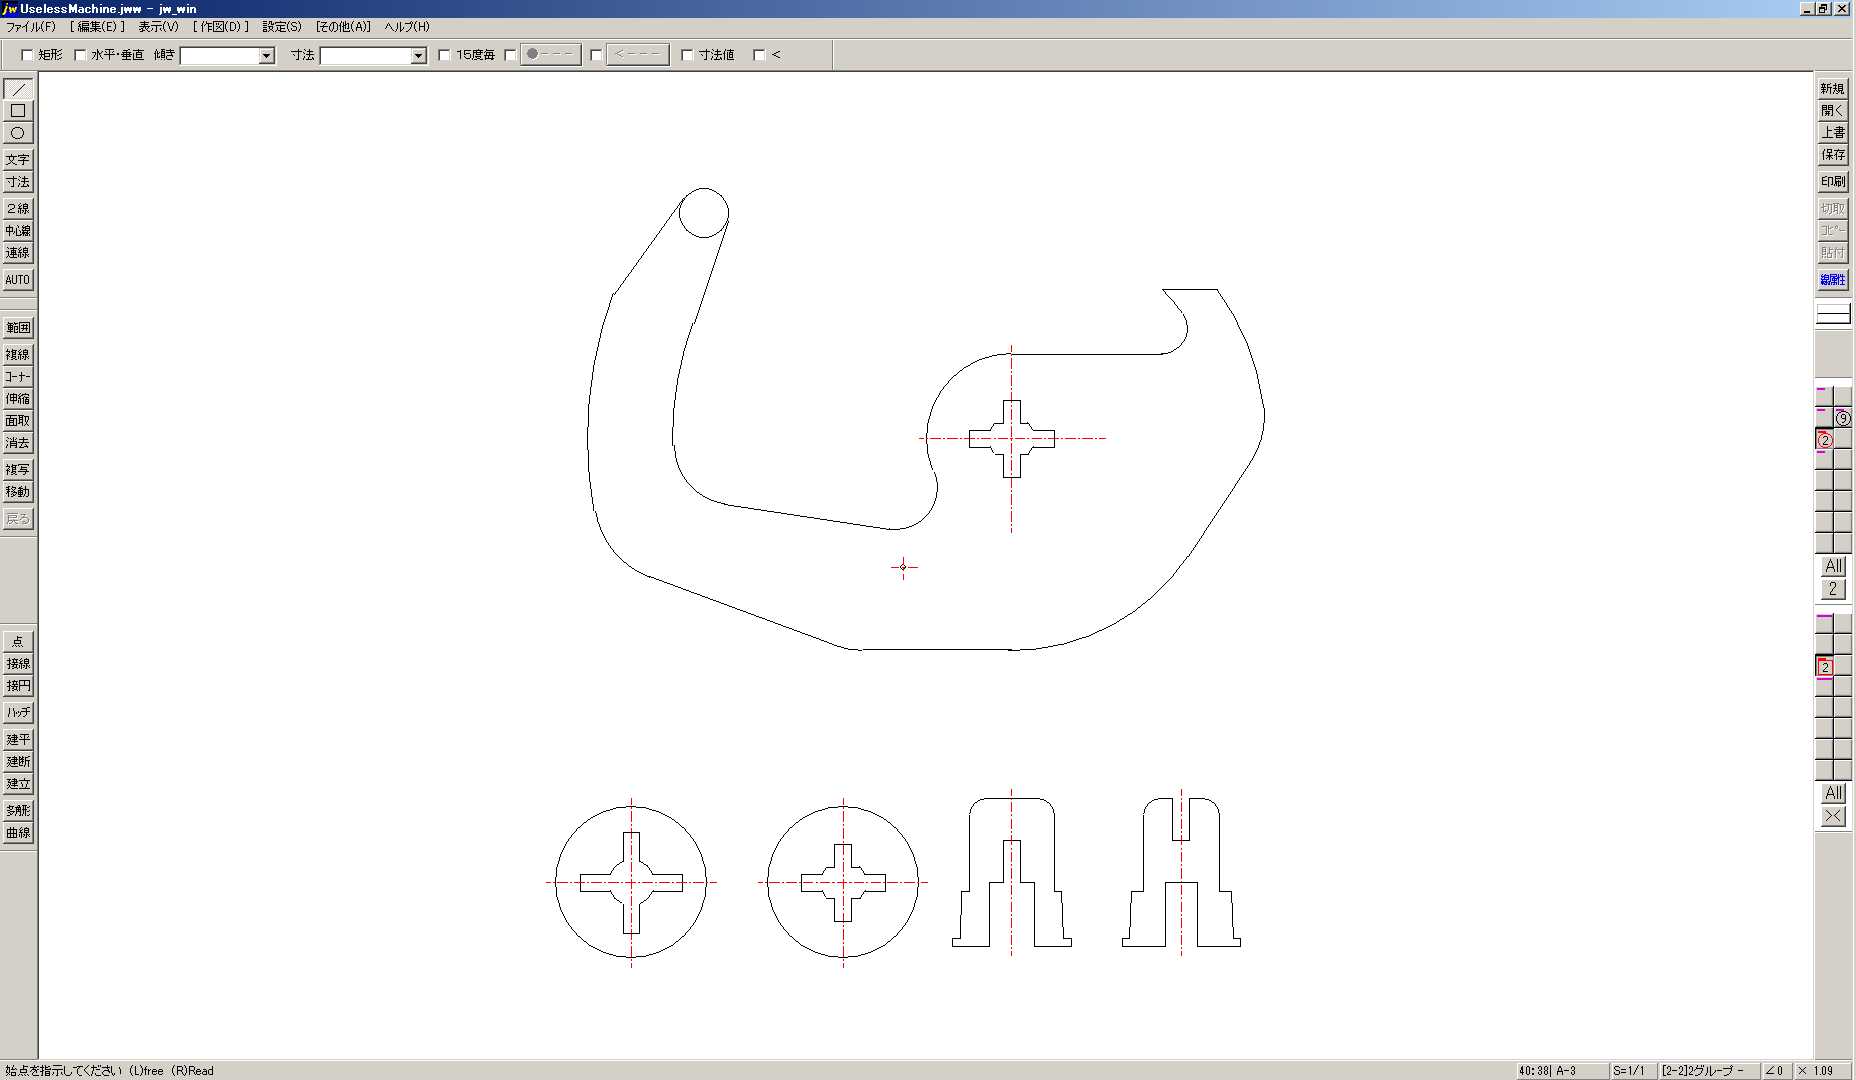 UselessMachine.jww - jw_win
ファイル(F) [編集(E)] 表示(V) [作図(D)] 設定(S) [その他(A)] ヘルプ(H)
矩形 水平・垂直 傾き 寸法 15度毎 ●--- <--- 寸法値 <
／
□
○
文字
寸法
２線
中心線
連線
AUTO
範囲
複線
コーナー
伸縮
面取
消去
複写
移動
戻る
点
接線
接円
ハッチ
建平
建断
建立
多角形
曲線
新規
開く
上書
保存
印刷
切取
コピー
貼付
線属性
9
2
All
2
2
All
×
始点を指示してください (L)free (R)Read
40:38| A-3 S=1/1 [2-2]2グループ - ∠0 × 1.09